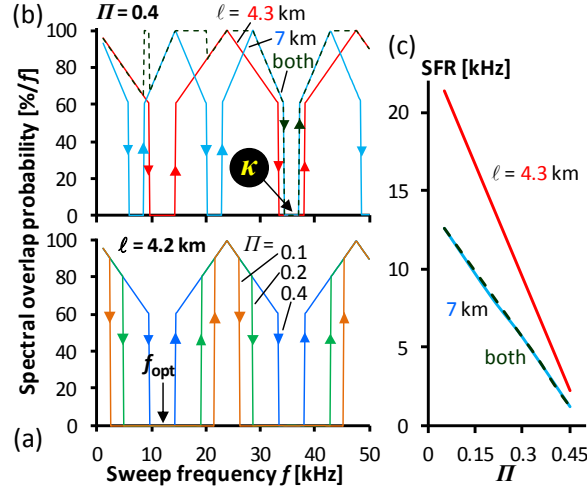 (b)
Π = 0.4
ℓ = 4.3 km
7 km
both
Spectral overlap probability [%/f]
100
80
60
40
20
0
κ
(a)
ℓ = 4.2 km
Π =
0.1
0.2
0.4
f opt
100
80
60
40
20
0
0 10 20 30 40 50
Sweep frequency f [kHz]
(c)
SFR [kHz]
20
15
10
5
0
ℓ = 4.3 km
7 km
both
0 0.15 0.3 0.45
Π